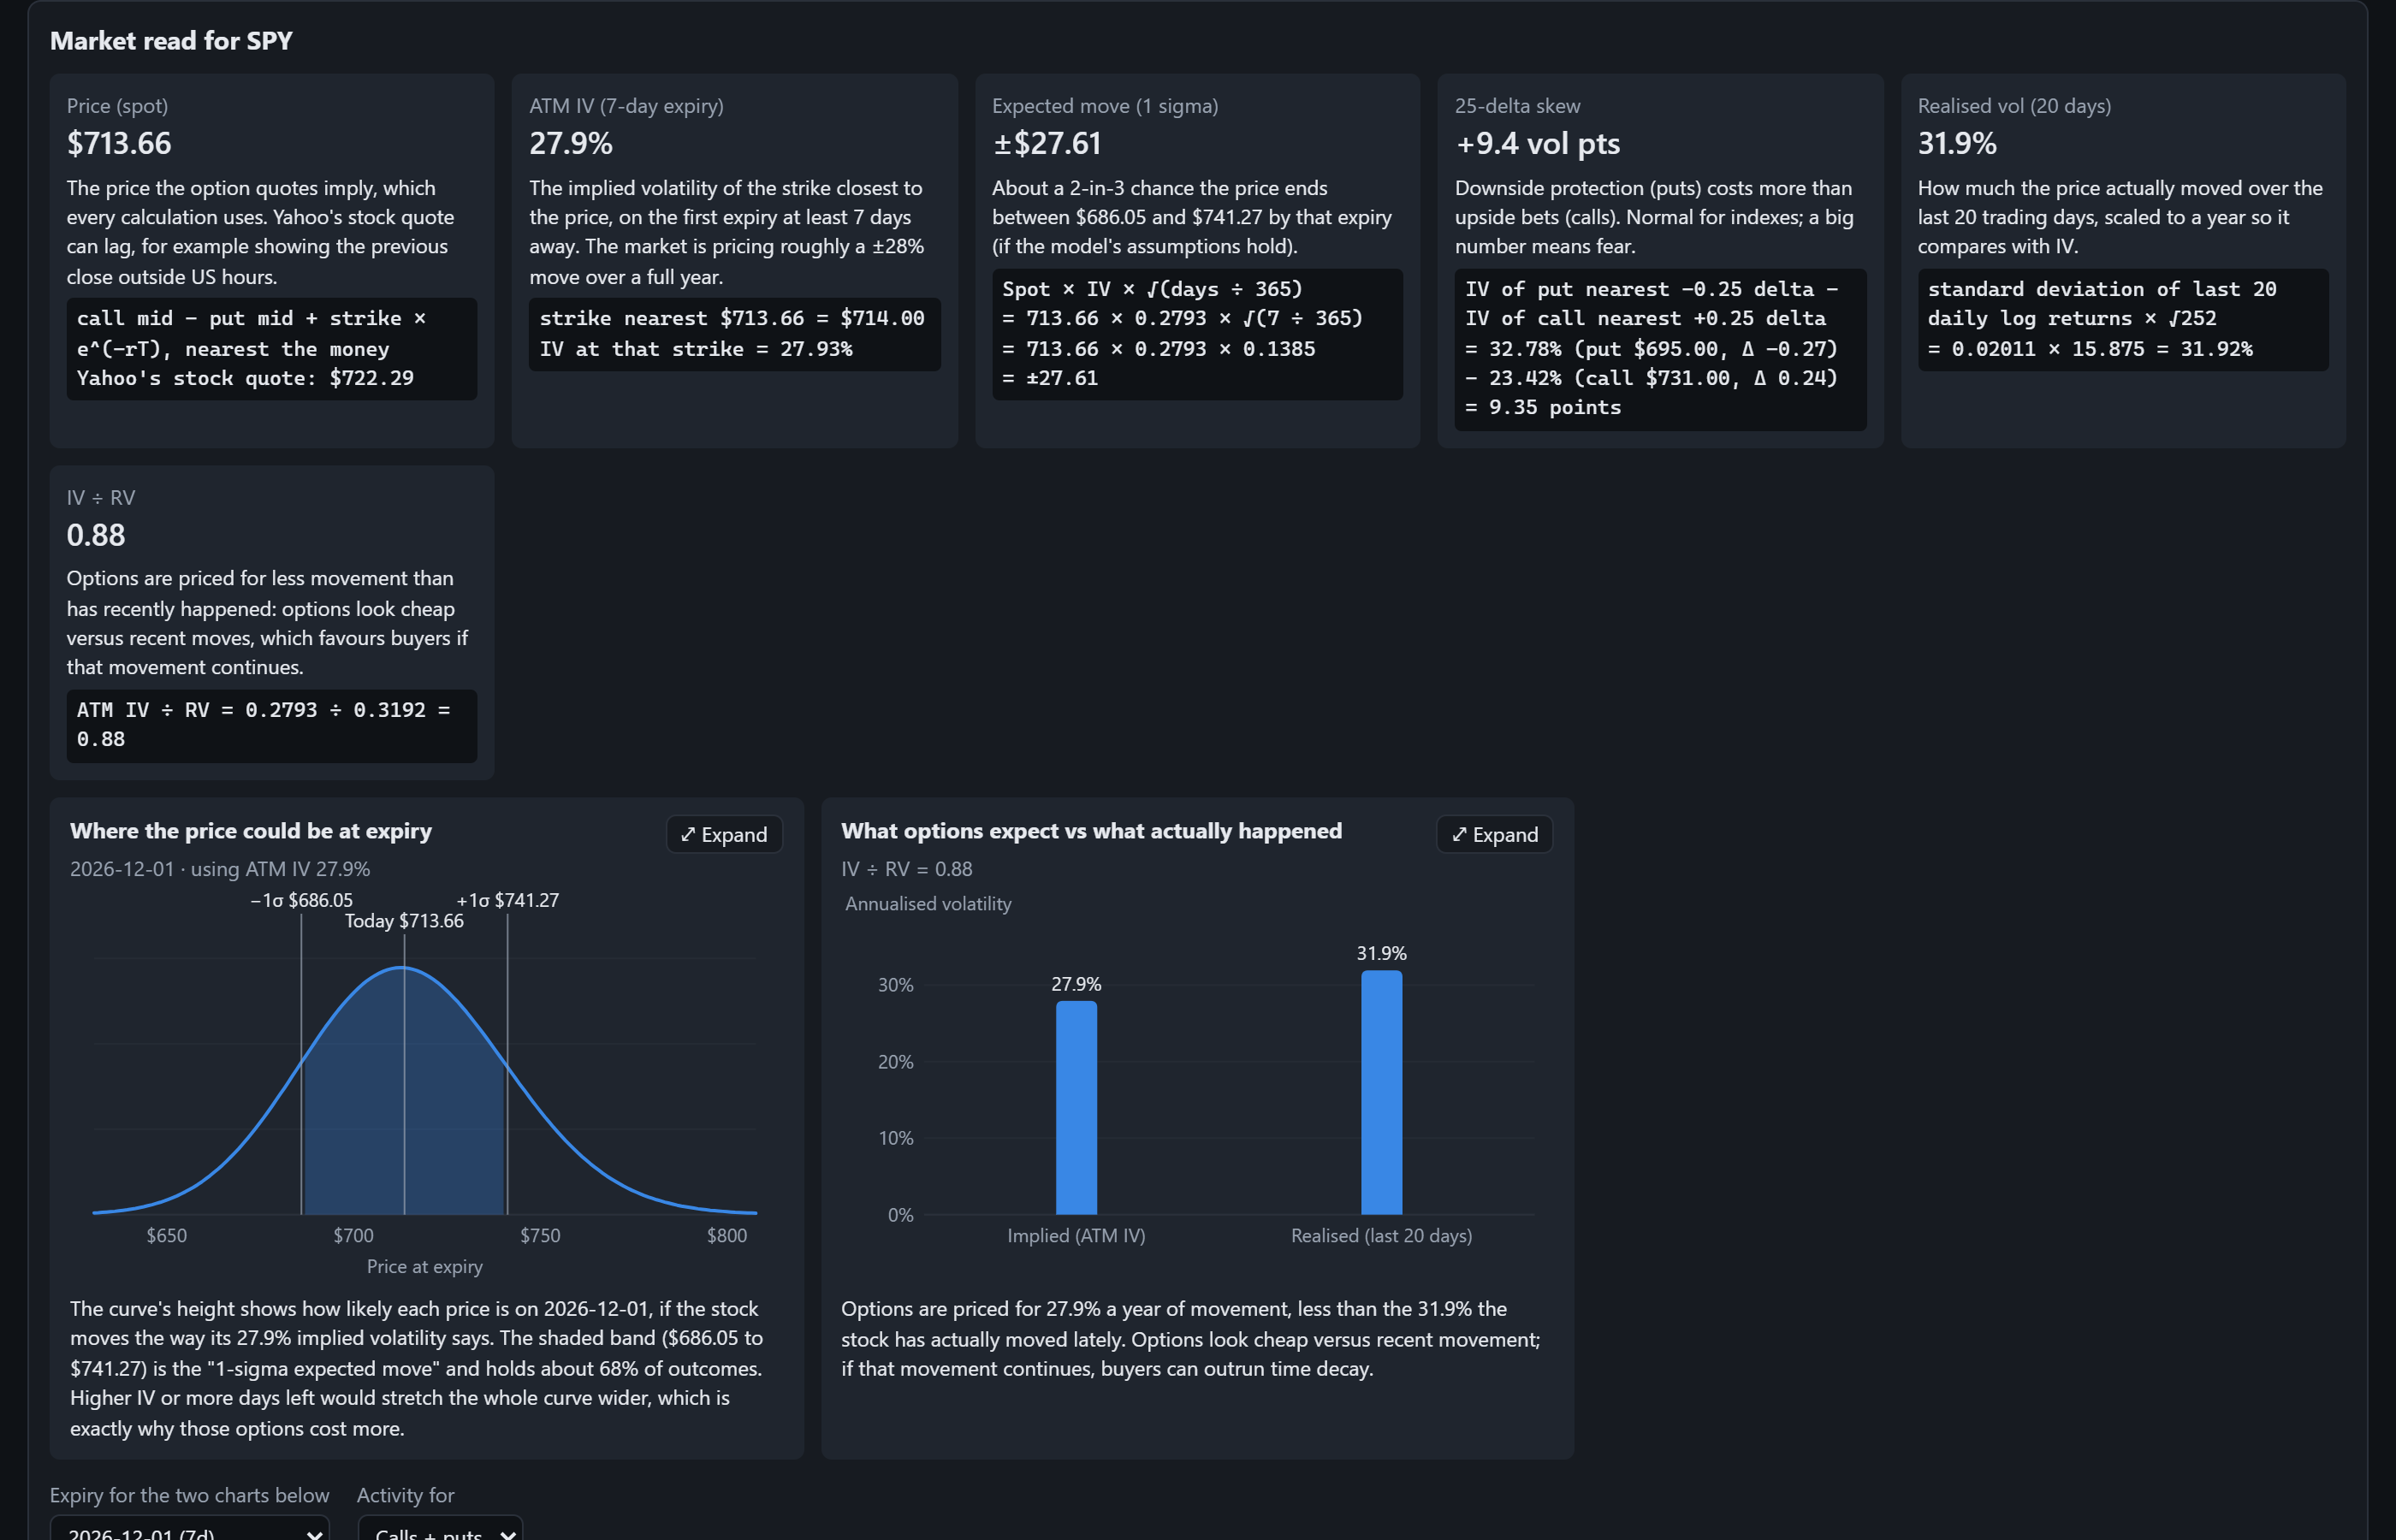 Market read for SPY
Price (spot)
$713.66
The price the option quotes imply, which
every calculation uses. Yahoo's stock quote
can lag, for example showing the previous
close outside US hours.
call mid − put mid + strike ×
e^(−rT), nearest the money
Yahoo's stock quote: $722.29
ATM IV (7-day expiry)
27.9%
The implied volatility of the strike closest to
the price, on the first expiry at least 7 days
away. The market is pricing roughly a ±28%
move over a full year.
strike nearest $713.66 = $714.00
IV at that strike = 27.93%
Expected move (1 sigma)
±$27.61
About a 2-in-3 chance the price ends
between $686.05 and $741.27 by that expiry
(if the model's assumptions hold).
Spot × IV × √(days ÷ 365)
= 713.66 × 0.2793 × √(7 ÷ 365)
= 713.66 × 0.2793 × 0.1385
= ±27.61
25-delta skew
+9.4 vol pts
Downside protection (puts) costs more than
upside bets (calls). Normal for indexes; a big
number means fear.
IV of put nearest −0.25 delta −
IV of call nearest +0.25 delta
= 32.78% (put $695.00, Δ −0.27)
− 23.42% (call $731.00, Δ 0.24)
= 9.35 points
Realised vol (20 days)
31.9%
How much the price actually moved over the
last 20 trading days, scaled to a year so it
compares with IV.
standard deviation of last 20
daily log returns × √252
= 0.02011 × 15.875 = 31.92%
IV ÷ RV
0.88
Options are priced for less movement than
has recently happened: options look cheap
versus recent moves, which favours buyers if
that movement continues.
ATM IV ÷ RV = 0.2793 ÷ 0.3192 =
0.88
Where the price could be at expiry
⤢ Expand
2026-12-01 · using ATM IV 27.9%
−1σ $686.05
+1σ $741.27
Today $713.66
$650
$700
$750
$800
Price at expiry
The curve's height shows how likely each price is on 2026-12-01, if the stock
moves the way its 27.9% implied volatility says. The shaded band ($686.05 to
$741.27) is the "1-sigma expected move" and holds about 68% of outcomes.
Higher IV or more days left would stretch the whole curve wider, which is
exactly why those options cost more.
What options expect vs what actually happened
⤢ Expand
IV ÷ RV = 0.88
Annualised volatility
31.9%
27.9%
30%
20%
10%
0%
Implied (ATM IV)
Realised (last 20 days)
Options are priced for 27.9% a year of movement, less than the 31.9% the
stock has actually moved lately. Options look cheap versus recent movement;
if that movement continues, buyers can outrun time decay.
Expiry for the two charts below
Activity for
2026-12-01 (7d)
Calls + puts